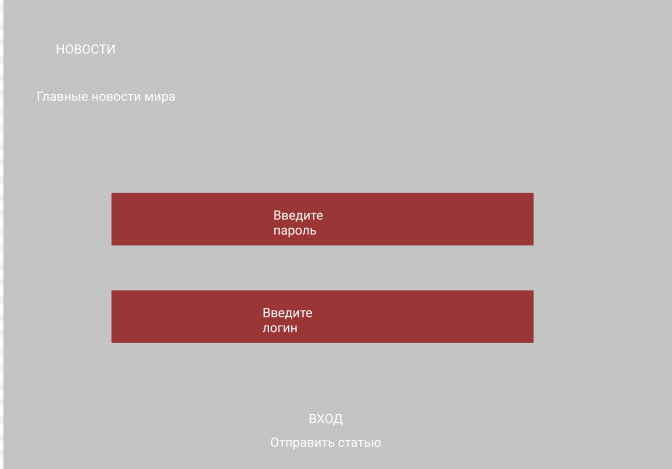 НОВОСТИ
Главные новости мира
Введите
пароль
Введите
логин
ВХОД
Отправить статью